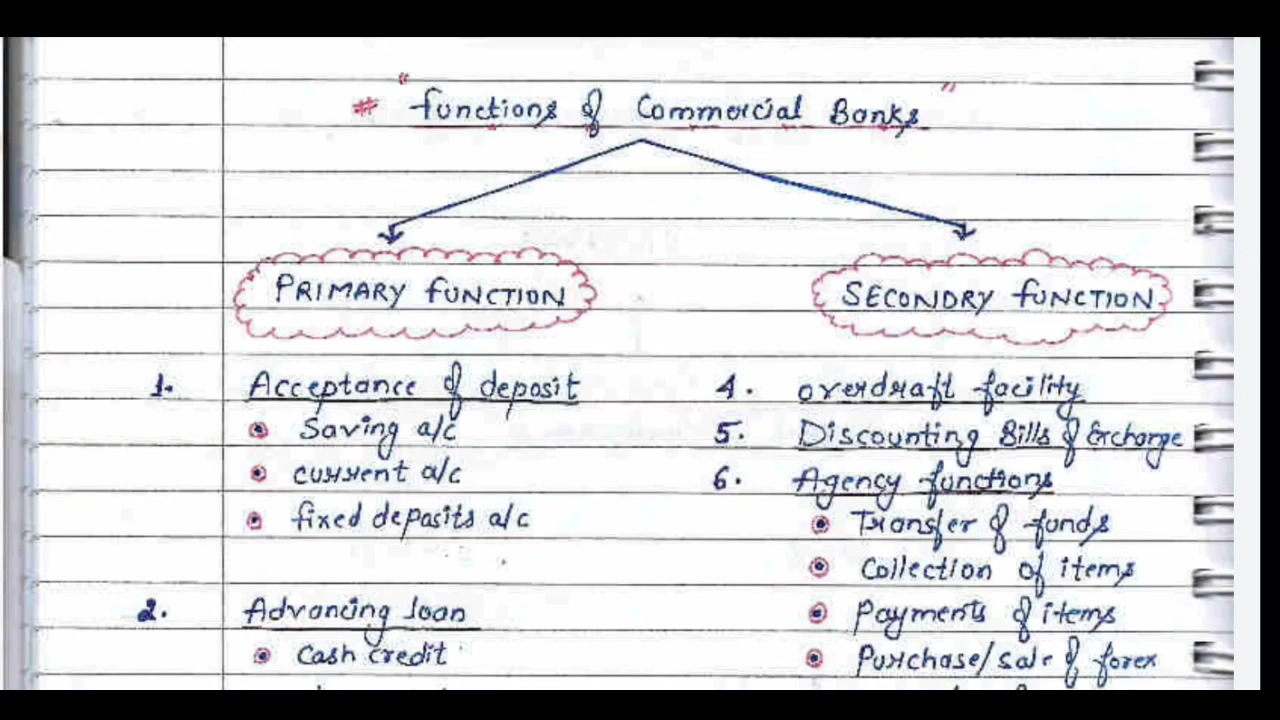 # "Functions of Commercial Banks"
PRIMARY FUNCTION
SECONDRY FUNCTION
1. Acceptance of deposit
• Saving a/c
• current a/c
• fixed deposits a/c
2. Advancing loan
• Cash credit
4. overdraft facility
5. Discounting Bills of Exchange
6. Agency functions
• Transfer of funds
• Collection of items
• Payments of items
• Purchase/sale of forex